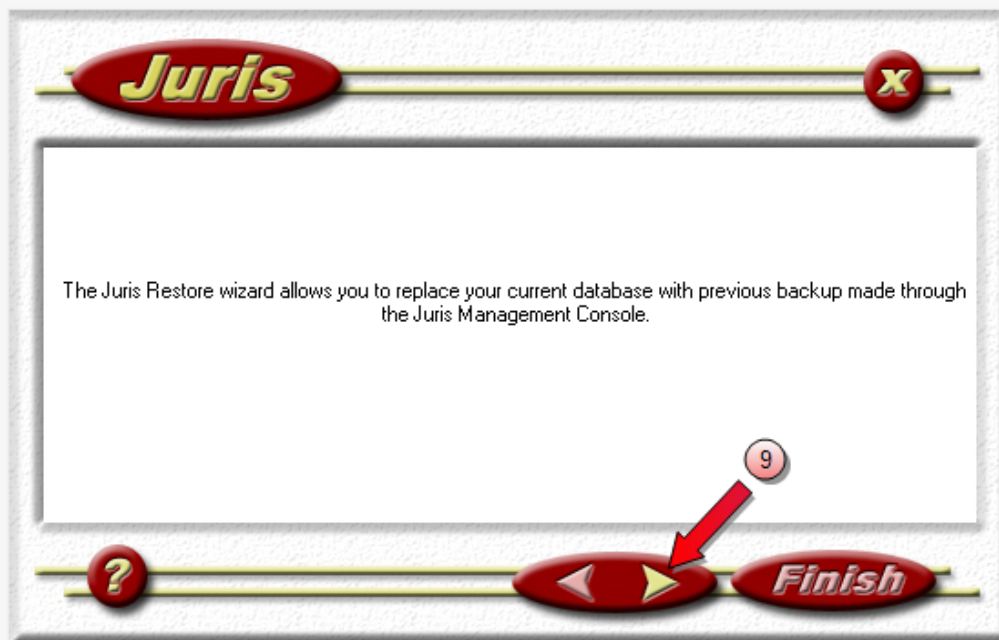 Juris
x
The Juris Restore wizard allows you to replace your current database with previous backup made through
the Juris Management Console.
9
?
Finish